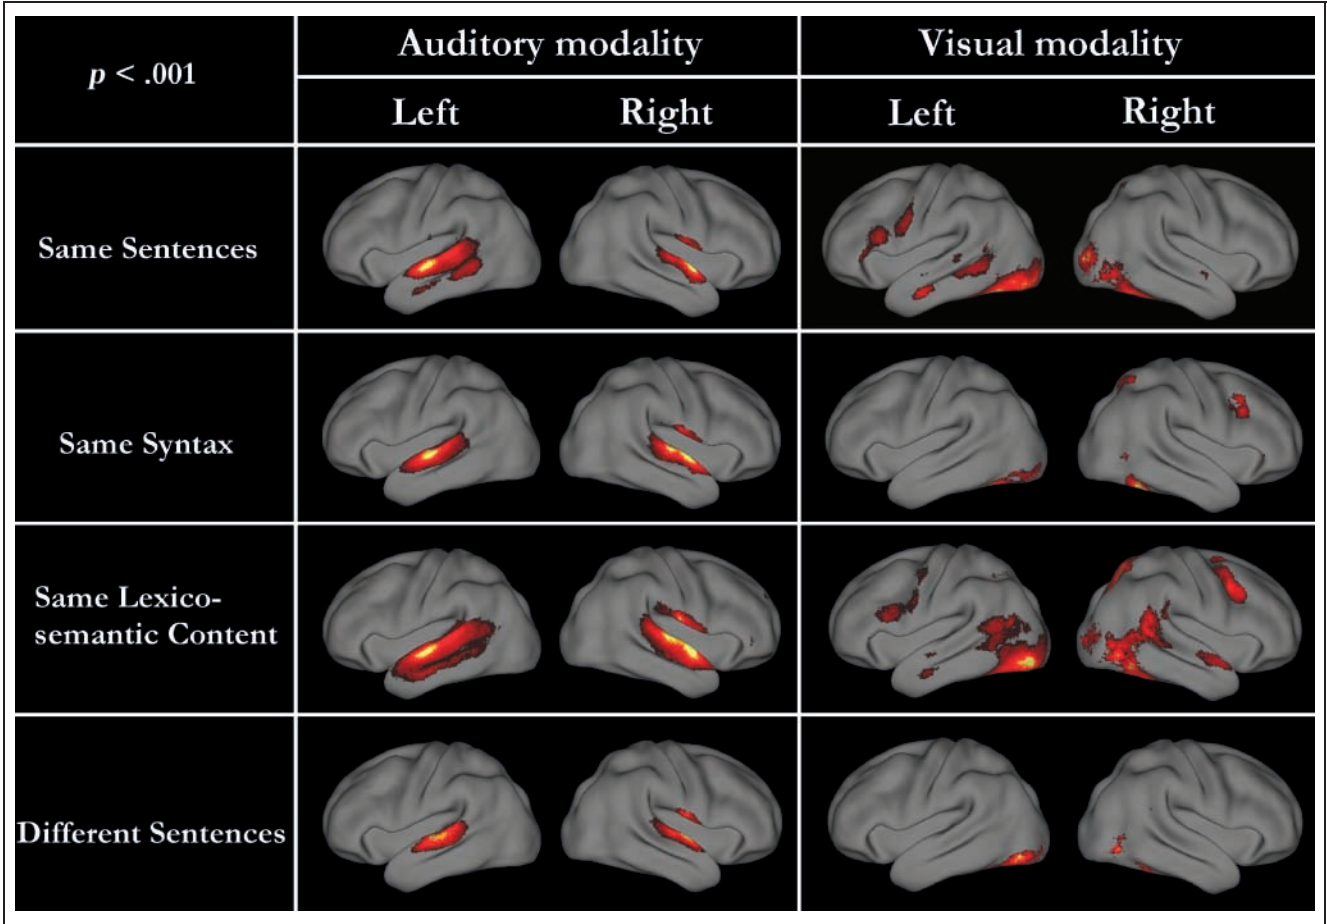 p < .001
Auditory modality
Visual modality
Left
Right
Left
Right
Same Sentences
Same Syntax
Same Lexico-
semantic Content
Different Sentences